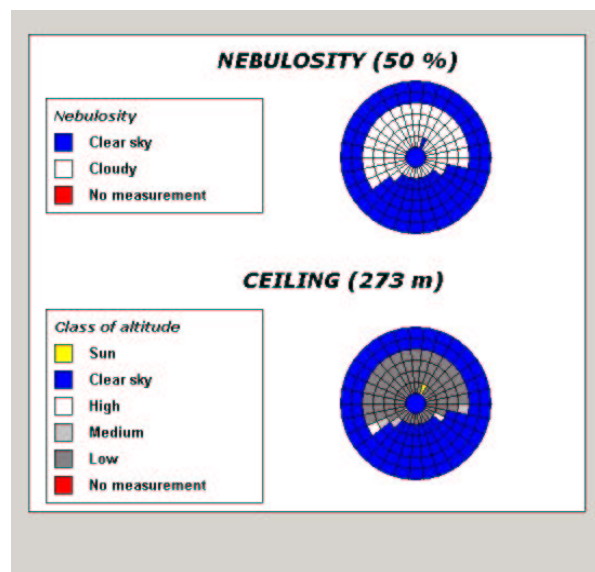 NEBULOSITY (50 %)
Nebulosity
Clear sky
Cloudy
No measurement
CEILING (273 m)
Class of altitude
Sun
Clear sky
High
Medium
Low
No measurement